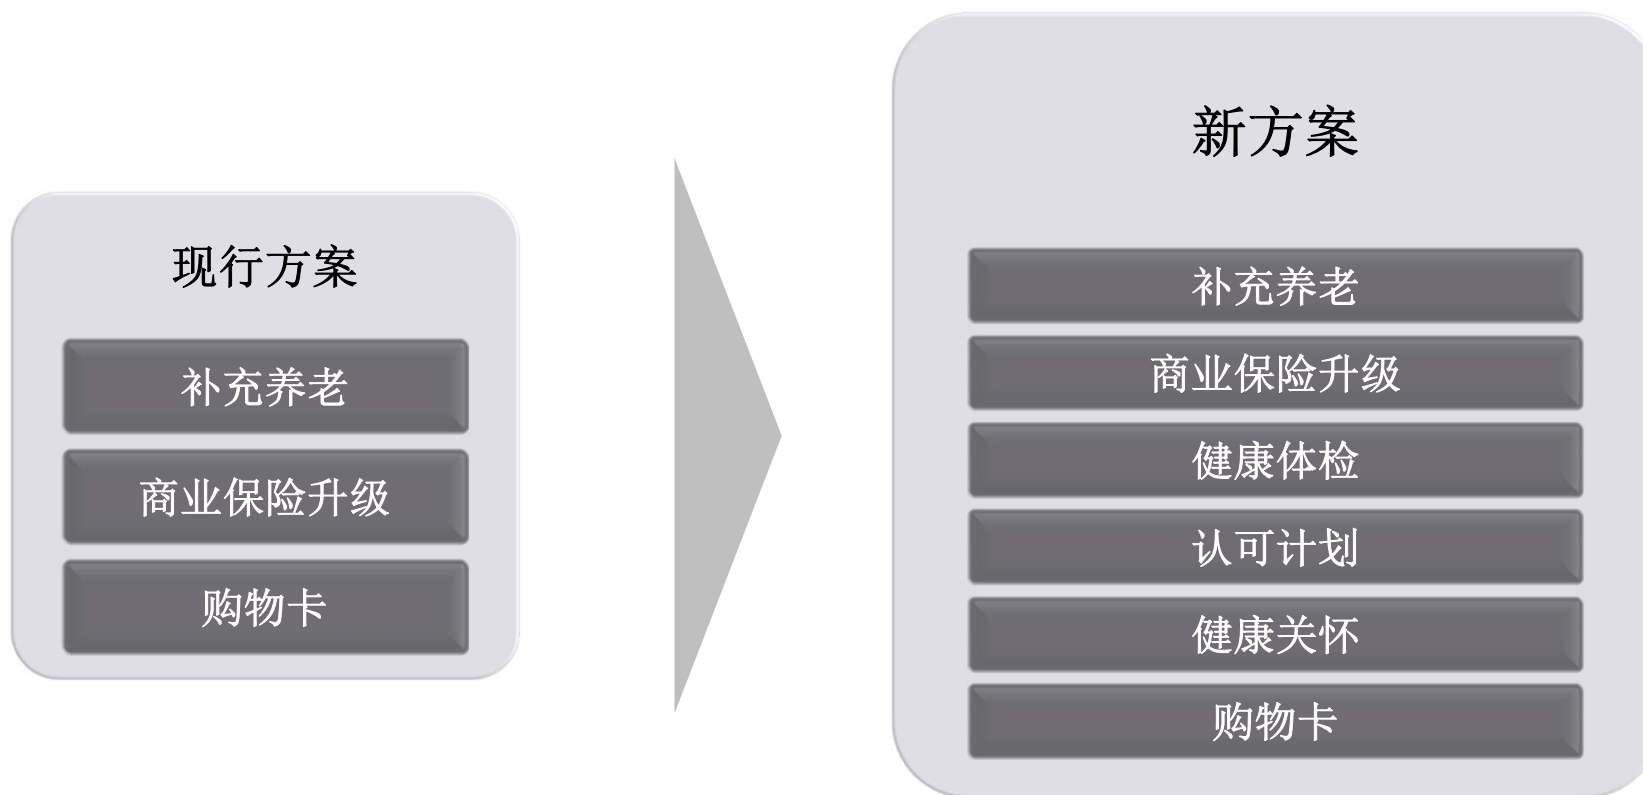 现行方案
补充养老
商业保险升级
购物卡
新方案
补充养老
商业保险升级
健康体检
认可计划
健康关怀
购物卡